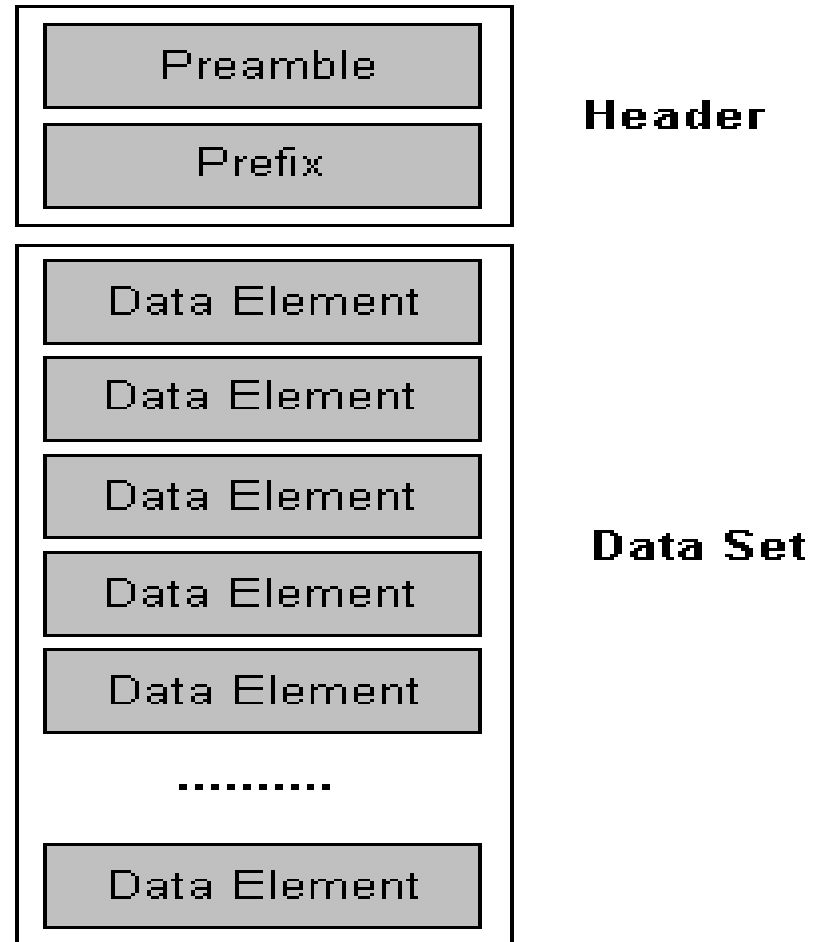 Preamble
Header
Prefix
Data Element
Data Element
Data Element
Data Set
Data Element
Data Element
..........
Data Element